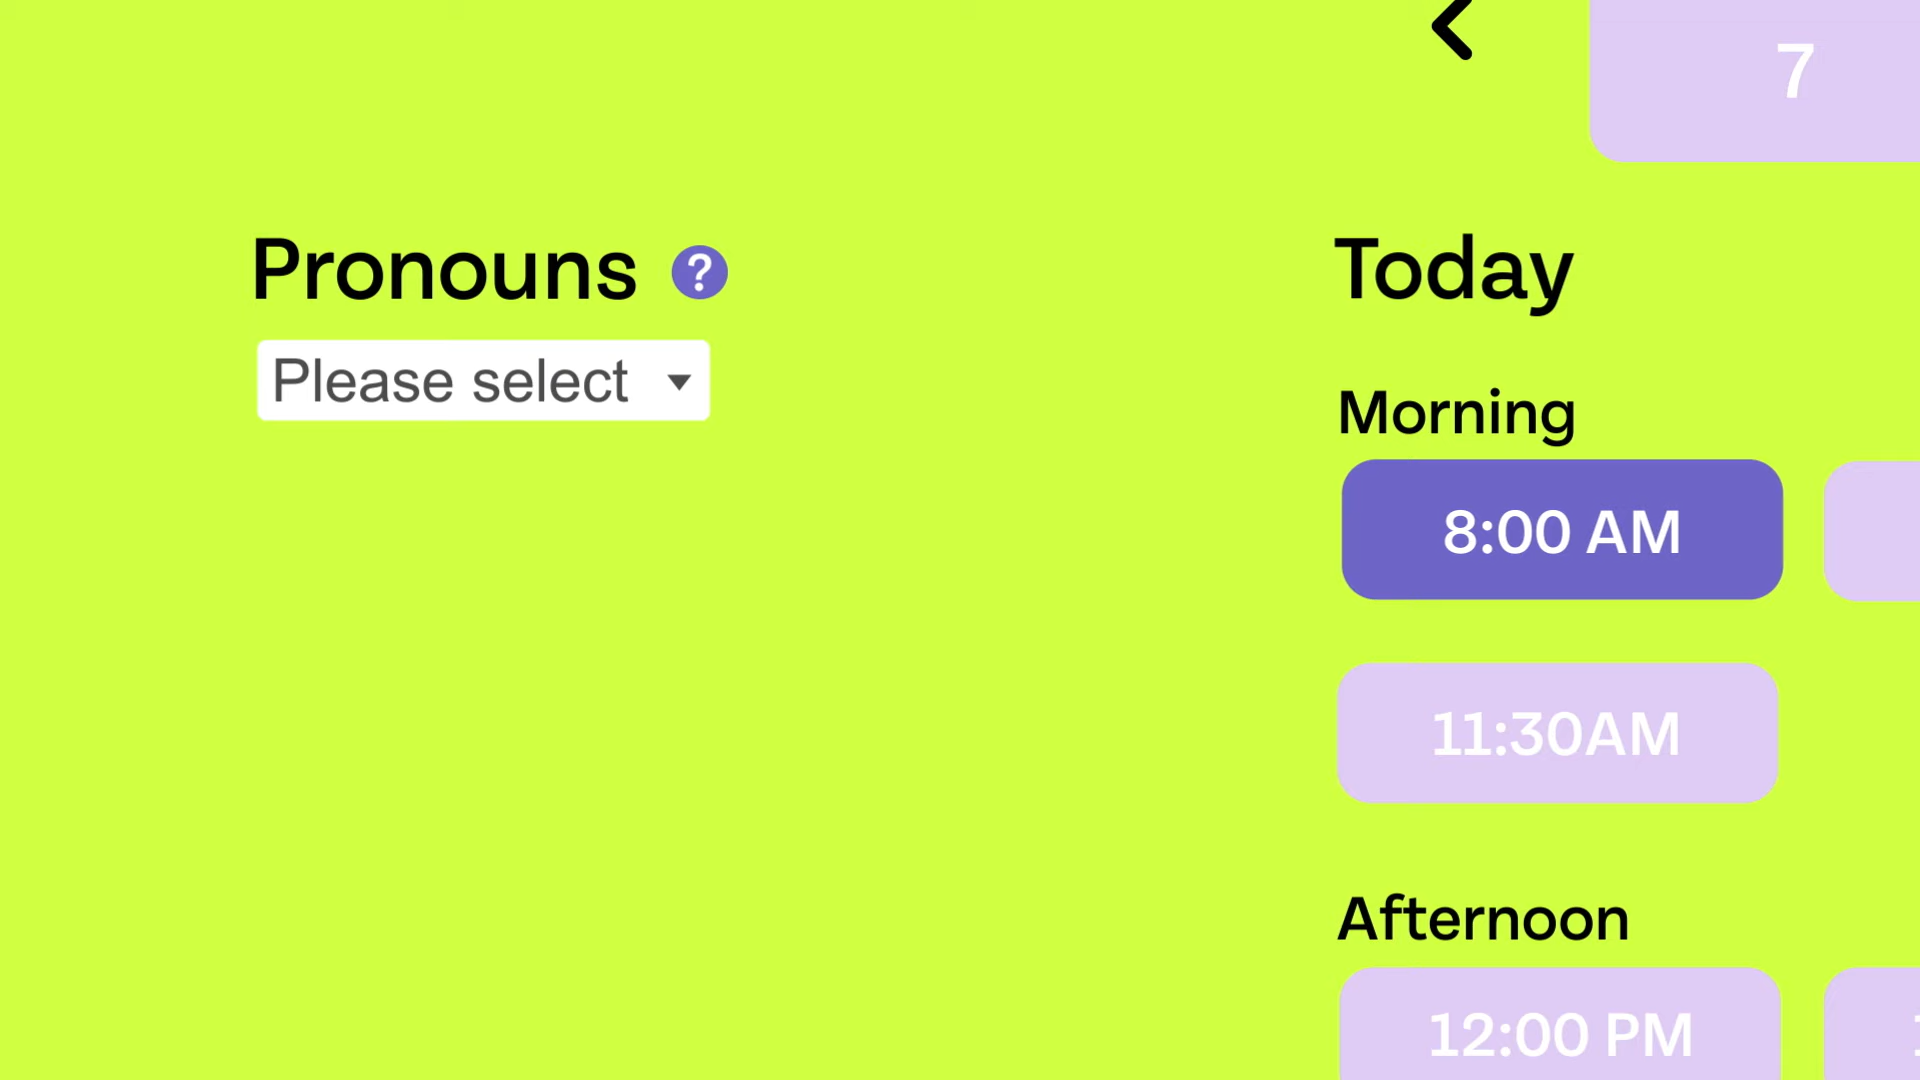 7
Pronouns ?
Please select
Today
Morning
8:00 AM
11:30AM
Afternoon
12:00 PM